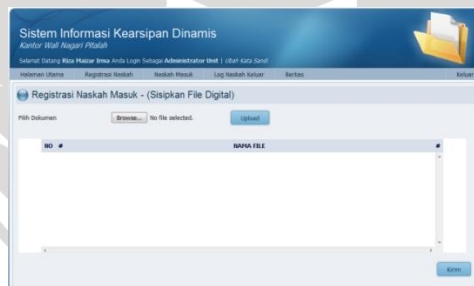 Sistem Informasi Kearsipan Dinamis
Kantor Wali Nagari Pitalah
Selamat Datang Riza Maizar Irma Anda Login Sebagai Administrator Unit | Ubah Kata Sandi
Halaman Utama Registrasi Naskah Naskah Masuk Log Naskah Keluar Berkas Keluar
Registrasi Naskah Masuk - (Sisipkan File Digital)
Pilih Dokumen Browse... No file selected. Upload
NO # NAMA FILE #
Kirim